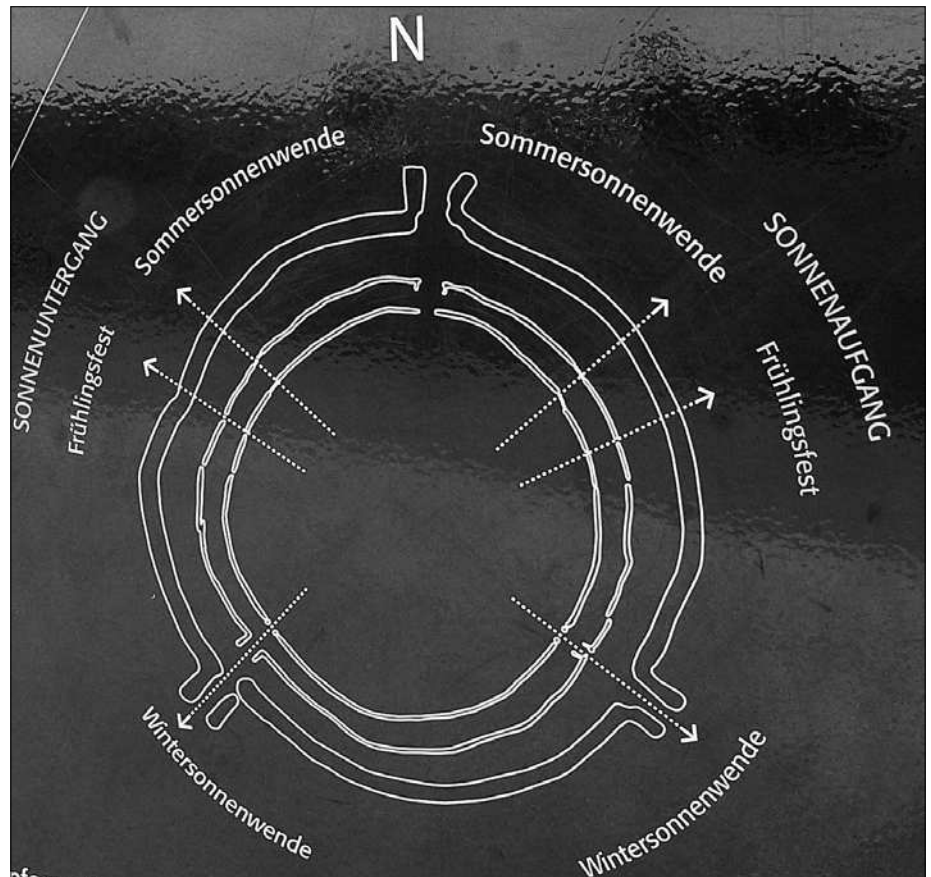 N
Sommersonnenwende
Sommersonnenwende
SONNENUNTERGANG
SONNENAUFGANG
Frühlingsfest
Frühlingsfest
Wintersonnenwende
Wintersonnenwende